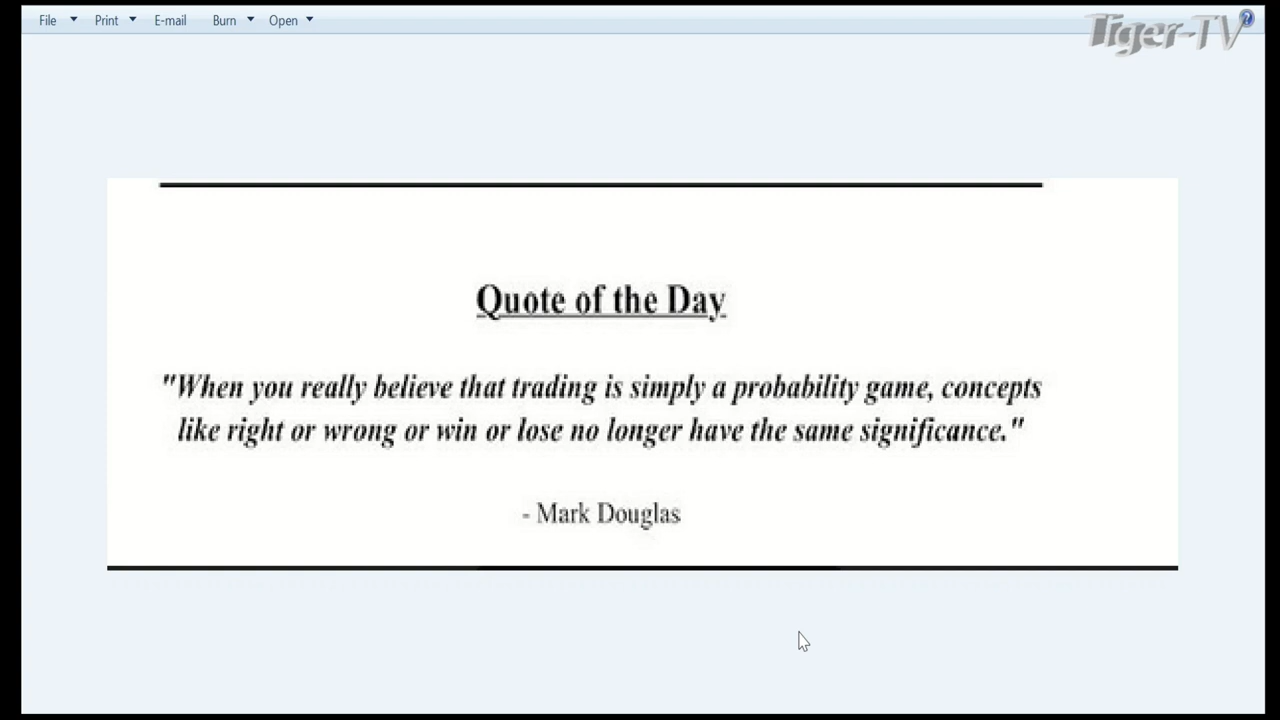 File Print E-mail Burn Open
Tiger-TV
Quote of the Day
"When you really believe that trading is simply a probability game, concepts
like right or wrong or win or lose no longer have the same significance."
- Mark Douglas